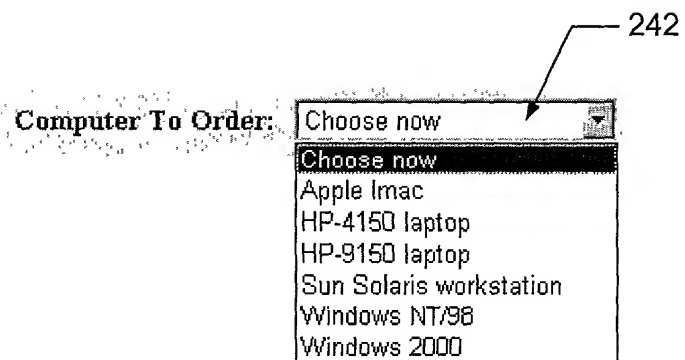 242
Computer To Order: Choose now
Choose now
Apple Imac
HP-4150 laptop
HP-9150 laptop
Sun Solaris workstation
Windows NT/98
Windows 2000